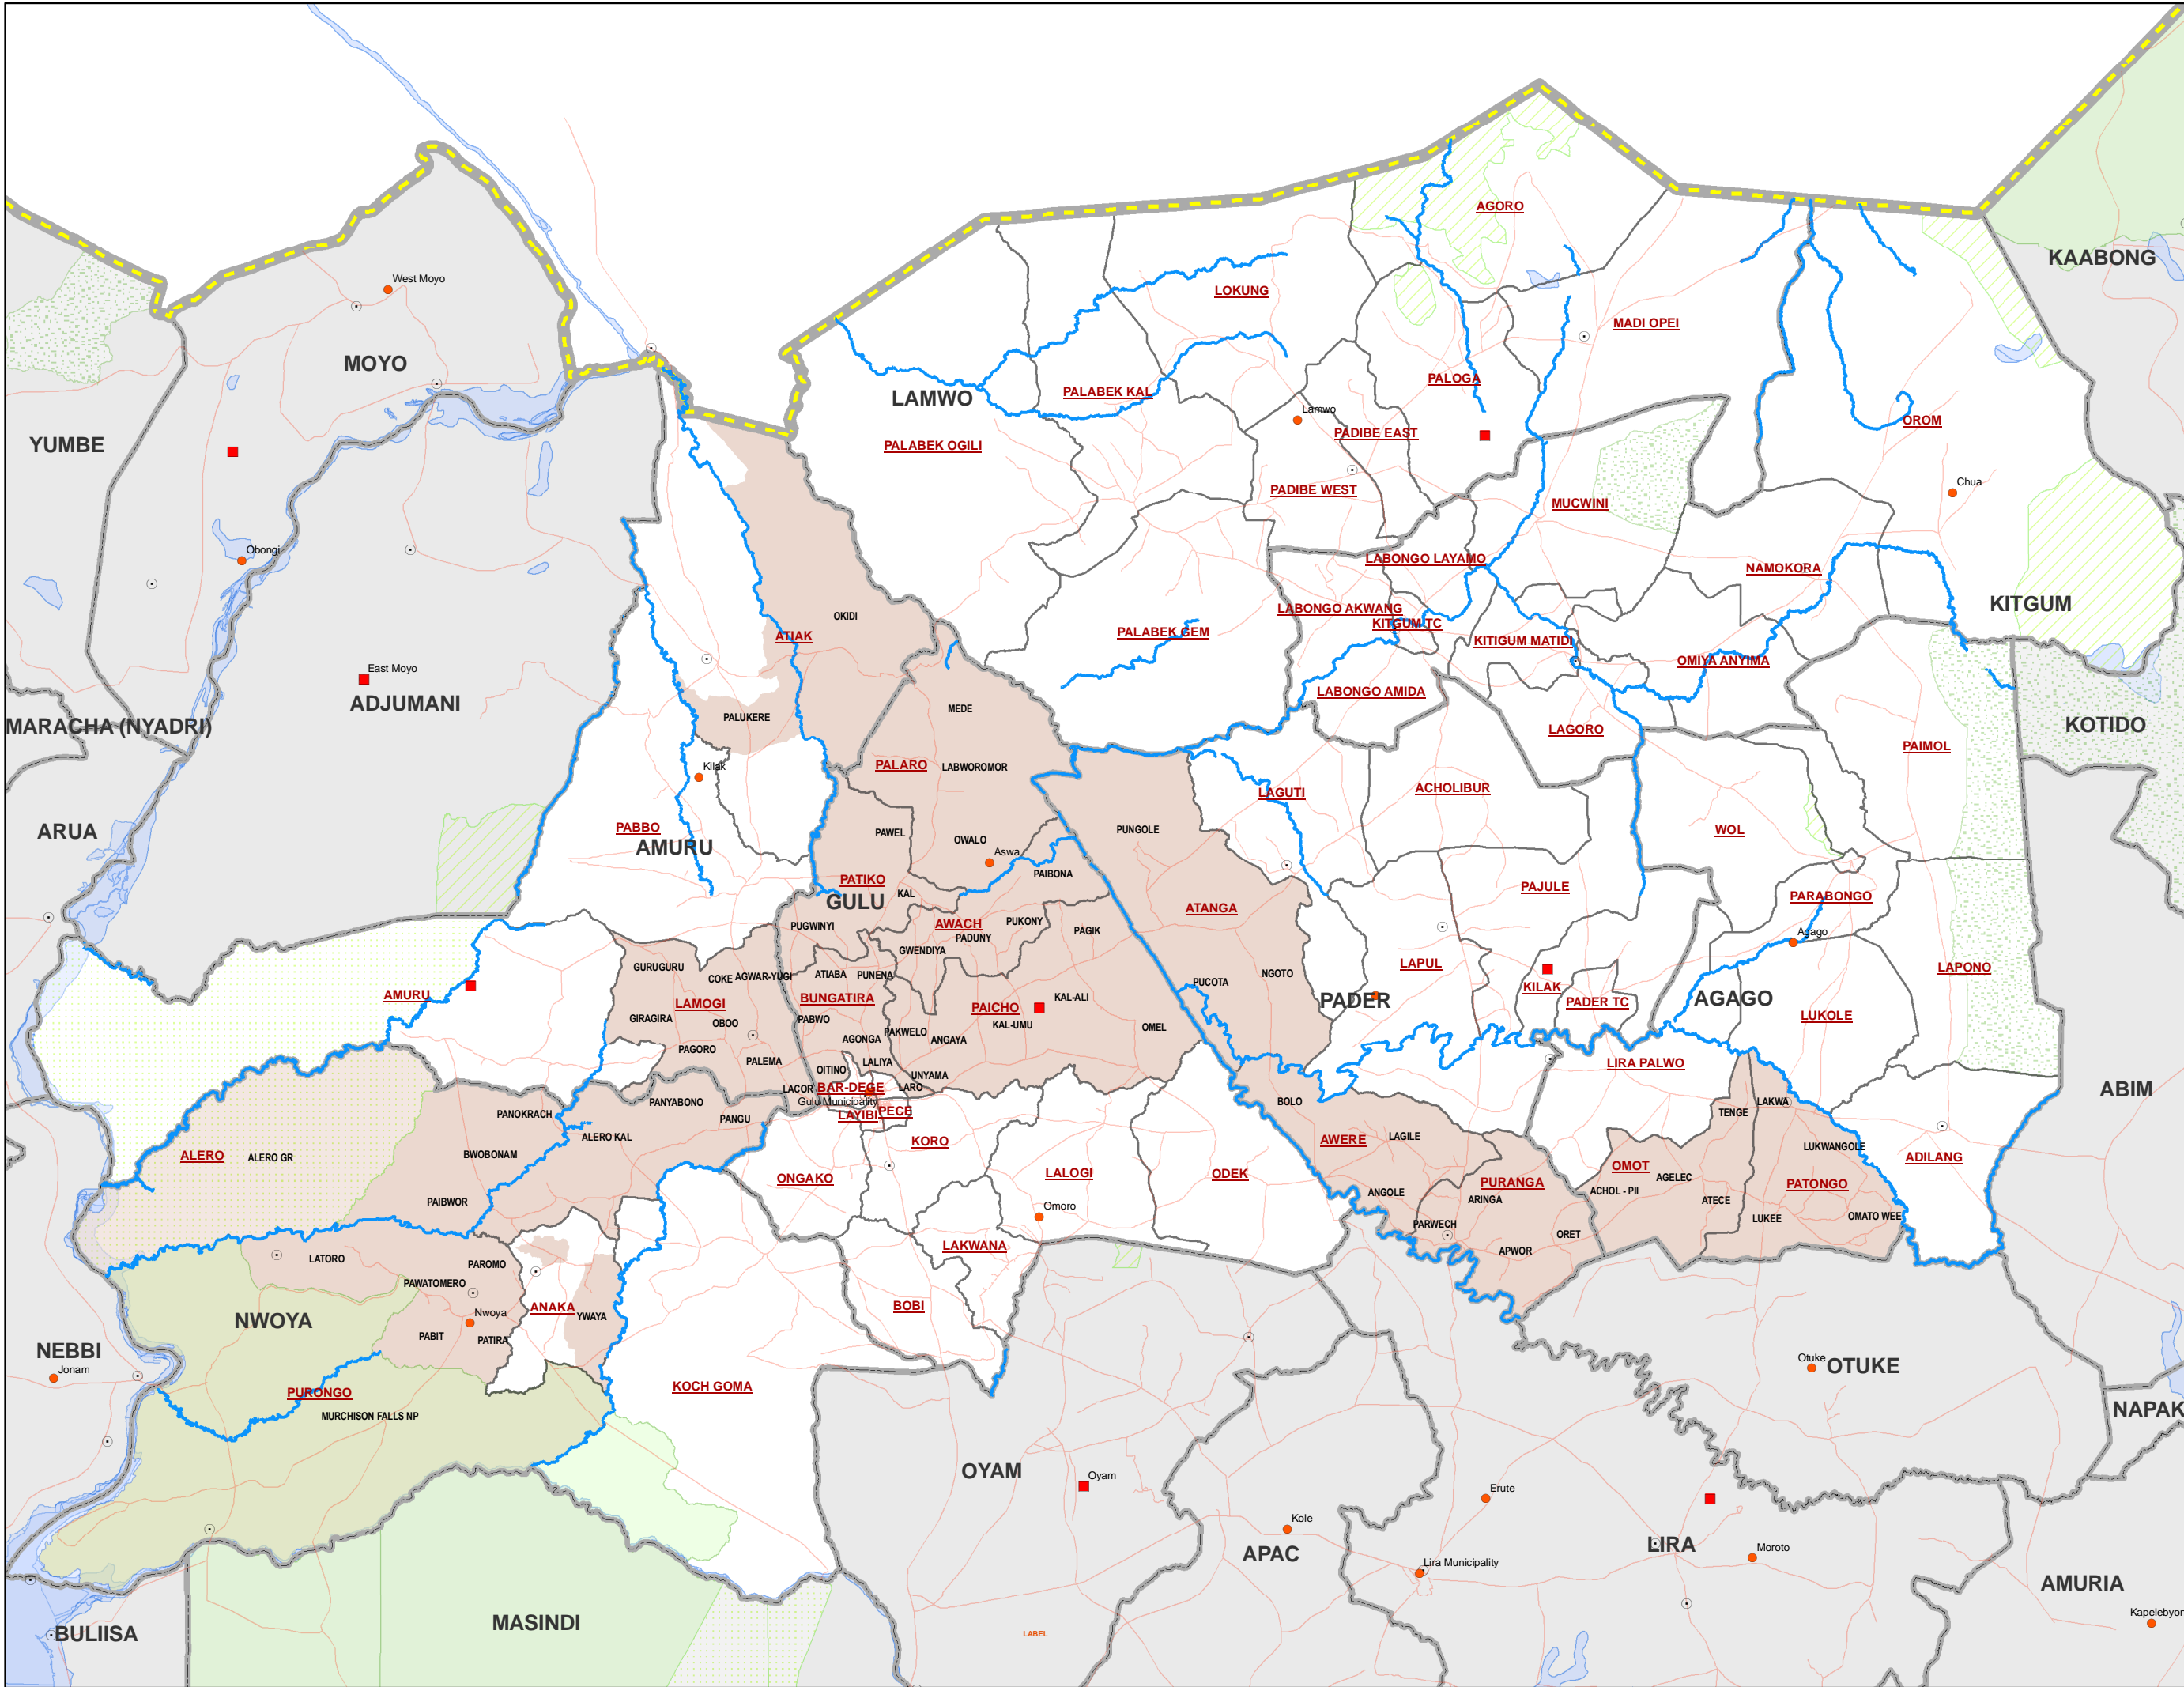 AGORO
KAABONG
West Moyo
LOKUNG
MADI OPEI
MOYO
PALOGA
LAMWO
PALABEK KAL
Lamwo
OROM
PADIBE EAST
YUMBE
PALABEK OGILI
Chua
PADIBE WEST
MUCWINI
Obongi
LABONGO LAYAMO
NAMOKORA
KITGUM
OKIDI
LABONGO AKWANG
KITGUM TC
ATIAK
PALABEK GEM
KITIGUM MATIDI
OMIYA ANYIMA
East Moyo
ADJUMANI
LABONGO AMIDA
MEDE
PALUKERE
MARACHA (NYADRI)
LAGORO
KOTIDO
PAIMOL
PALARO
LABWOROMOR
Kilak
ACHOLIBUR
LAGUTI
ARUA
PABBO
AMURU
PAWEL
OWALO
PUNGOLE
WOL
Aswa
PAIBONA
PATIKO
KAL
GULU
PAJULE
PARABONGO
ATANGA
PUGWINYI
AWACH
PUKONY
PADUNY
PAGIK
GWENDIYA
Agago
GURUGURU
COKE
AGWAR-YUGI
ATIABA
PUNENA
NGOTO
PUCOTA
LAPUL
LAPONO
AMURU
LAMOGI
BUNGATIRA
PAICHO
KAL-ALI
PADER
KILAK
PADER TC
AGAGO
GIRAGIRA
OBOO
PABWO
KAL-UMU
OMEL
LUKOLE
PAGORO
AGONGA
PAKWELO
ANGAYA
PALEMA
LALIYA
OITINO
UNYAMA
LIRA PALWO
LACOR
BAR-DEGE
LARO
ABIM
Gulu Municipality
PANYABONO
PANOKRACH
PANGU
LAYIBI
PECE
BOLO
TENGE
LAKWA
ALERO KAL
KORO
AWERE
LAGILE
LUKWANGOLE
ALERO
ALERO GR
BWOBONAM
ONGAKO
LALOGI
ODEK
OMOT
AGELEC
ADILANG
PURANGA
PATONGO
ANGOLE
ARINGA
ACHOL - PII
ATECE
PAIBWOR
Omoro
PARWECH
LUKEE
OMATO WEE
ORET
LAKWANA
APWOR
LATORO
PAROMO
PAWATOMERO
BOBI
ANAKA
YWAYA
NWOYA
Nwoya
PABIT
PATIRA
NEBBI
Jonam
Otuke
OTUKE
KOCH GOMA
PURONGO
MURCHISON FALLS NP
NAPAK
OYAM
Oyam
Erute
Kole
APAC
LIRA
Moroto
Lira Municipality
AMURIA
Kapelebyon
MASINDI
BULIISA
LABEL